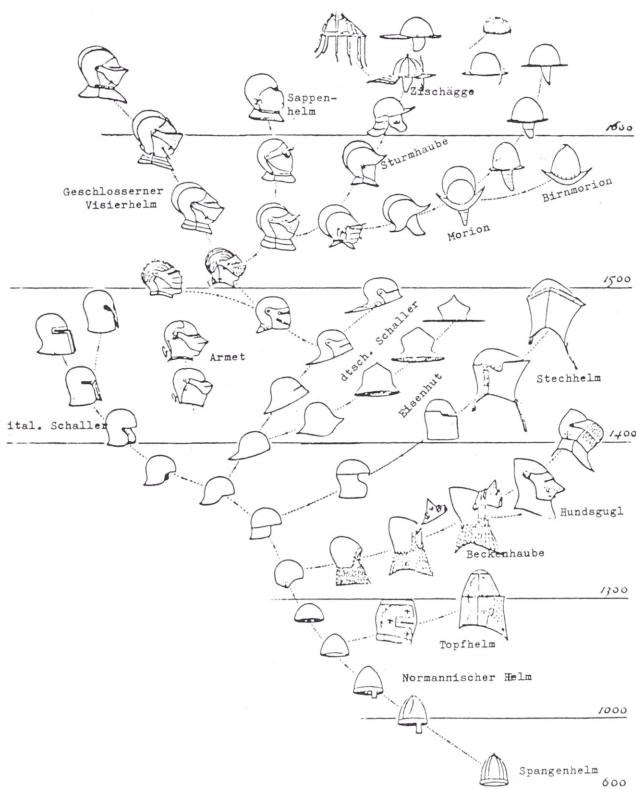 Sappen-
helm
Zischägge
1600
Sturmhaube
Geschlosserner
Visierhelm
Birnmorion
Morion
1500
dtsch. Schaller
Armet
Eisenhut
Stechhelm
ital. Schaller
1400
Hundsgugl
Beckenhaube
1300
Topfhelm
Normannischer Helm
1000
Spangenhelm
600